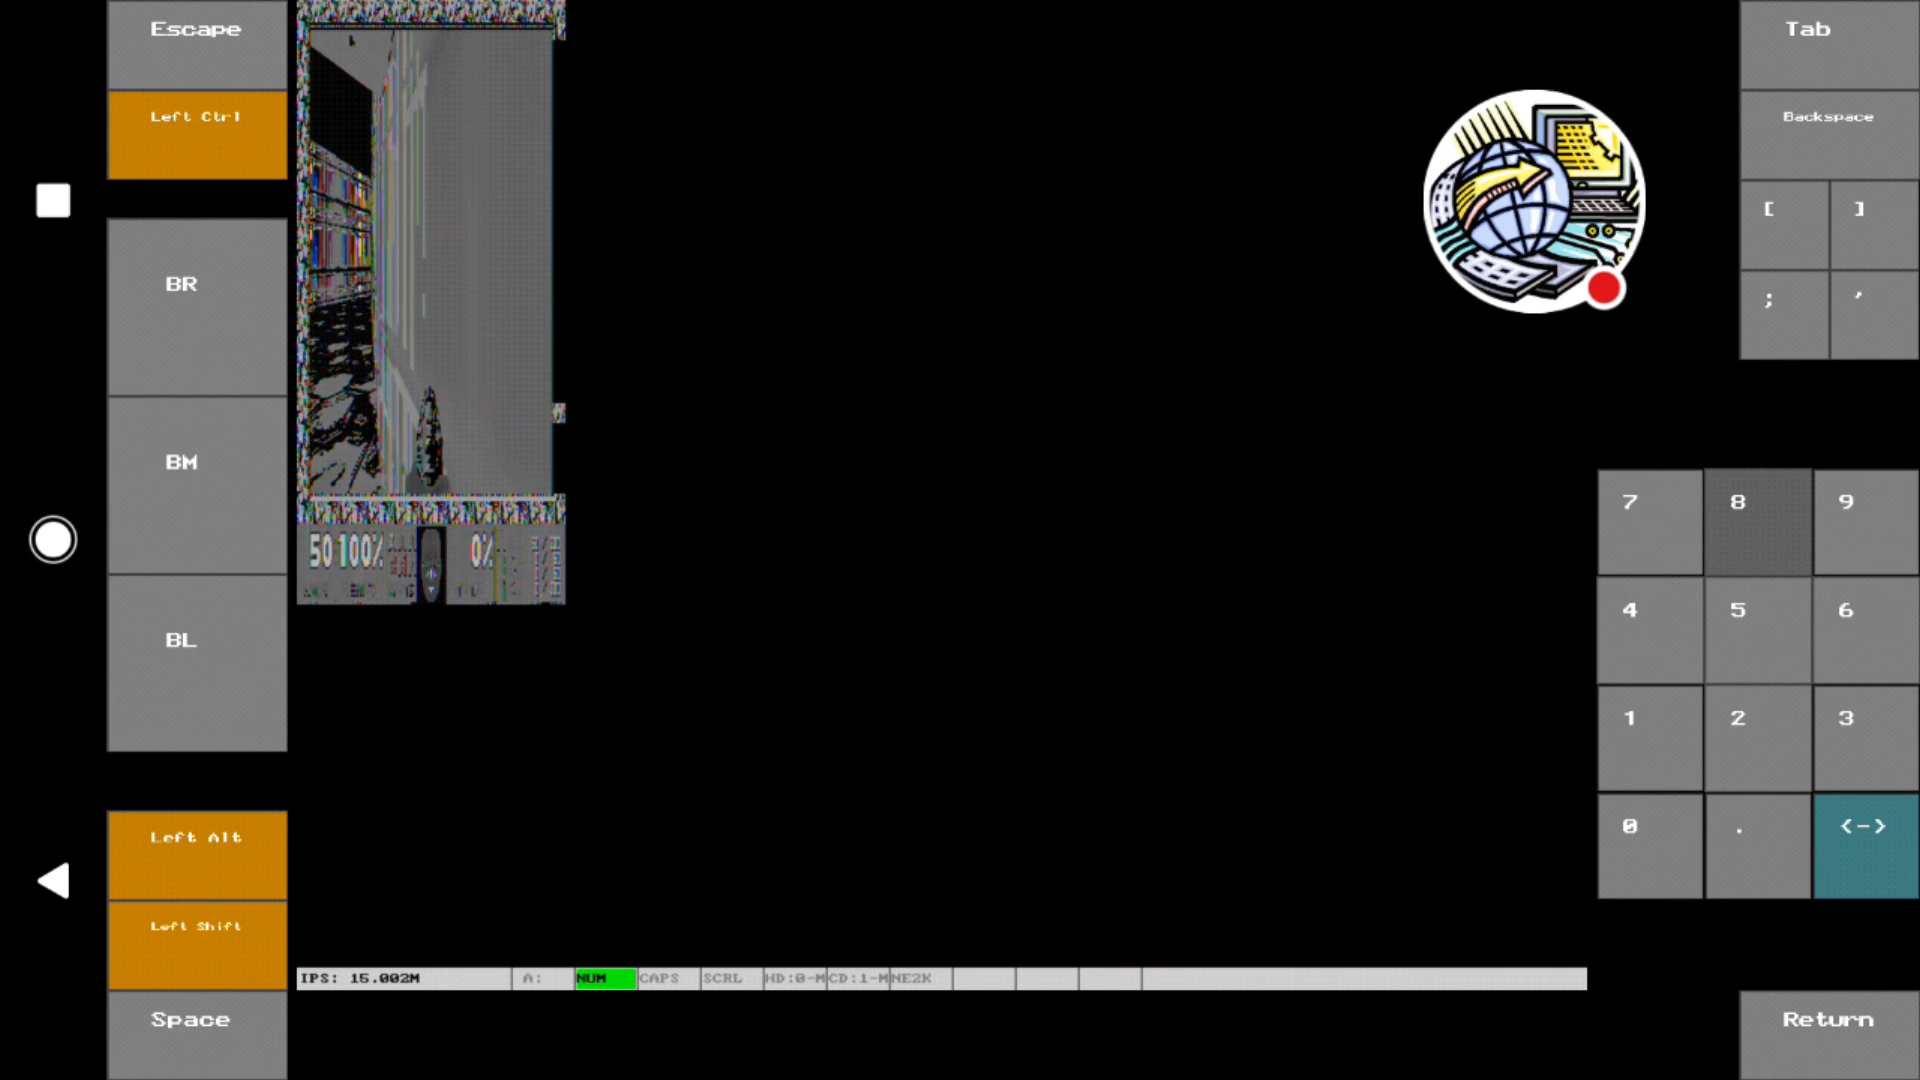 Escape
Tab
Left Ctrl
Backspace
[ ]
BR
; '
BM
7 8 9
50 100% 0%
4 5 6
BL
1 2 3
0 . <->
Left Alt
Left Shift
IPS: 15.002M A: NUM CAPS SCRL HD:0-M CD:1-M NE2K
Space
Return